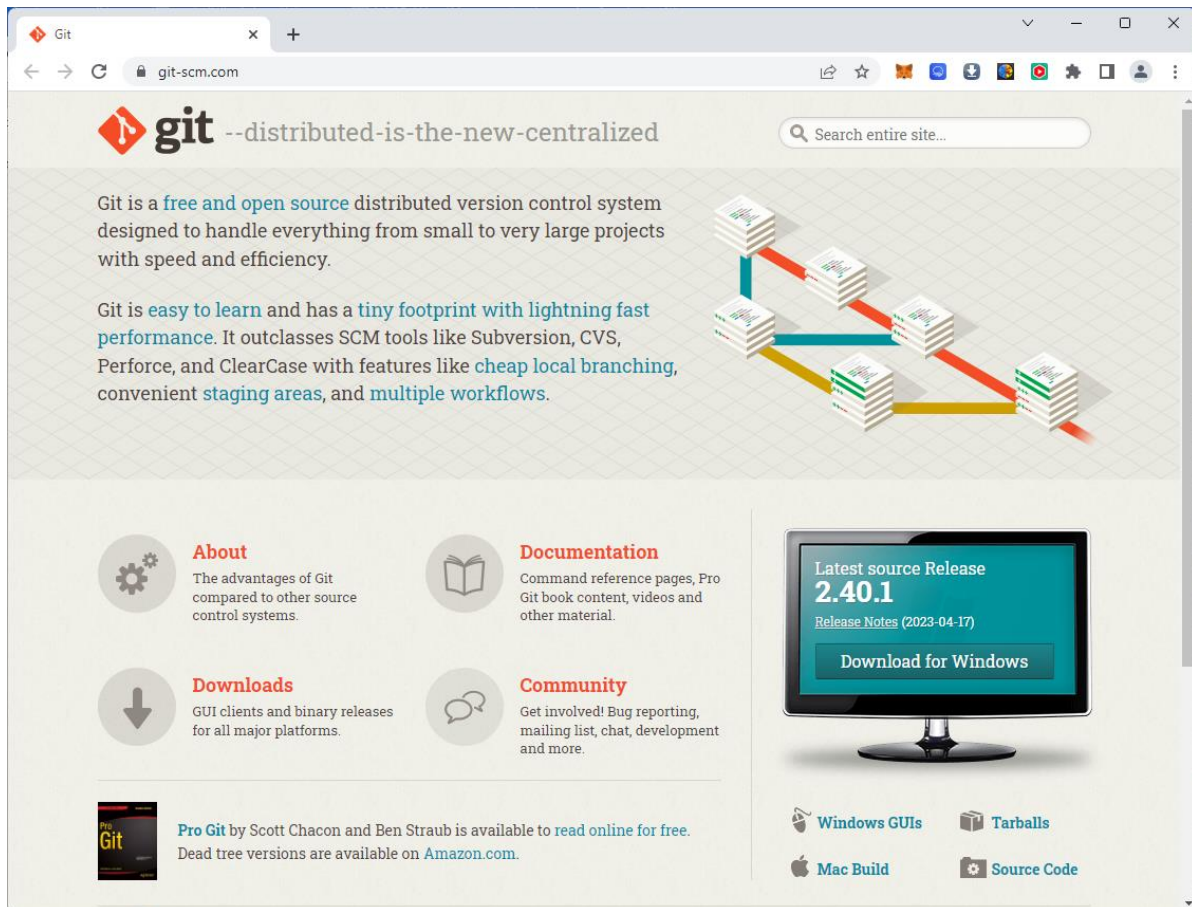 Git
git-scm.com
git --distributed-is-the-new-centralized
Search entire site...
Git is a free and open source distributed version control system
designed to handle everything from small to very large projects
with speed and efficiency.
Git is easy to learn and has a tiny footprint with lightning fast
performance. It outclasses SCM tools like Subversion, CVS,
Perforce, and ClearCase with features like cheap local branching,
convenient staging areas, and multiple workflows.
About
The advantages of Git
compared to other source
control systems.
Documentation
Command reference pages, Pro
Git book content, videos and
other material.
Downloads
GUI clients and binary releases
for all major platforms.
Community
Get involved! Bug reporting,
mailing list, chat, development
and more.
Pro
Git
Pro Git by Scott Chacon and Ben Straub is available to read online for free.
Dead tree versions are available on Amazon.com.
Latest source Release
2.40.1
Release Notes (2023-04-17)
Download for Windows
Windows GUIs
Tarballs
Mac Build
Source Code